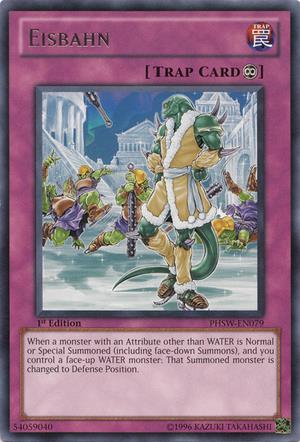 EISBAHN
TRAP
罠
[TRAP CARD∞]
1st Edition
PHSW-EN079
When a monster with an Attribute other than WATER is Normal
or Special Summoned (including face-down Summons), and you
control a face-up WATER monster: That Summoned monster is
changed to Defense Position.
54059040
©1996 KAZUKI TAKAHASHI